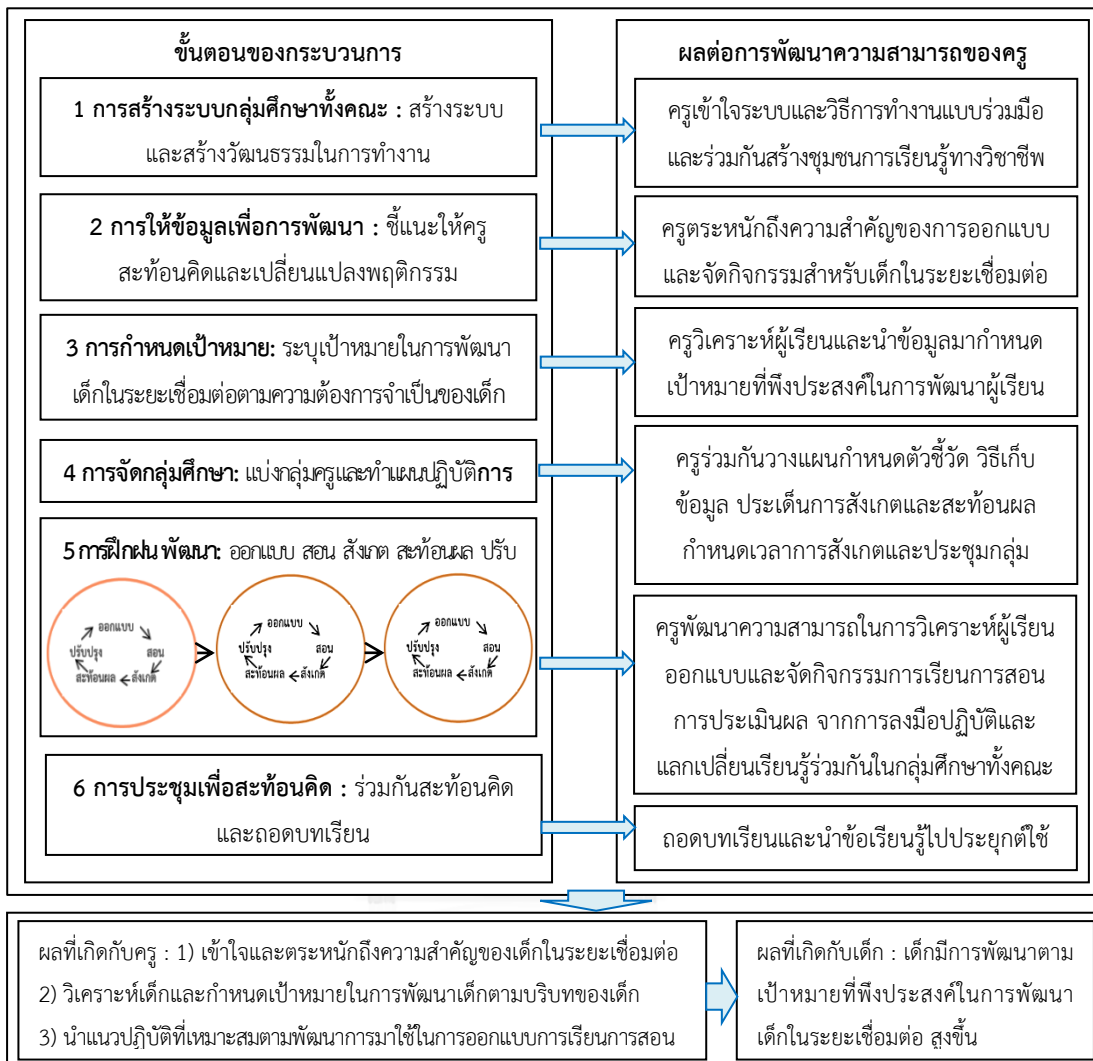 ขั้นตอนของกระบวนการ
1 การสร้างระบบกลุ่มศึกษาทั้งคณะ : สร้างระบบ
และสร้างวัฒนธรรมในการทำงาน
2 การให้ข้อมูลเพื่อการพัฒนา : ชี้แนะให้ครู
สะท้อนคิดและเปลี่ยนแปลงพฤติกรรม
3 การกำหนดเป้าหมาย: ระบุเป้าหมายในการพัฒนา
เด็กในระยะเชื่อมต่อตามความต้องการจำเป็นของเด็ก
4 การจัดกลุ่มศึกษา: แบ่งกลุ่มครูและทำแผนปฏิบัติการ
5 การฝึกฝน พัฒนา: ออกแบบ สอน สังเกต สะท้อนผล ปรับ
ออกแบบ
ปรับปรุง สอน
สะท้อนผล สังเกต
ออกแบบ
ปรับปรุง สอน
สะท้อนผล สังเกต
ออกแบบ
ปรับปรุง สอน
สะท้อนผล สังเกต
6 การประชุมเพื่อสะท้อนคิด : ร่วมกันสะท้อนคิด
และถอดบทเรียน
ผลต่อการพัฒนาความสามารถของครู
ครูเข้าใจระบบและวิธีการทำงานแบบร่วมมือ
และร่วมกันสร้างชุมชนการเรียนรู้ทางวิชาชีพ
ครูตระหนักถึงความสำคัญของการออกแบบ
และจัดกิจกรรมสำหรับเด็กในระยะเชื่อมต่อ
ครูวิเคราะห์ผู้เรียนและนำข้อมูลมากำหนด
เป้าหมายที่พึงประสงค์ในการพัฒนาผู้เรียน
ครูร่วมกันวางแผนกำหนดตัวชี้วัด วิธีเก็บ
ข้อมูล ประเด็นการสังเกตและสะท้อนผล
กำหนดเวลาการสังเกตและประชุมกลุ่ม
ครูพัฒนาความสามารถในการวิเคราะห์ผู้เรียน
ออกแบบและจัดกิจกรรมการเรียนการสอน
การประเมินผล จากการลงมือปฏิบัติและ
แลกเปลี่ยนเรียนรู้ร่วมกันในกลุ่มศึกษาทั้งคณะ
ถอดบทเรียนและนำข้อเรียนรู้ไปประยุกต์ใช้
ผลที่เกิดกับครู : 1) เข้าใจและตระหนักถึงความสำคัญของเด็กในระยะเชื่อมต่อ
2) วิเคราะห์เด็กและกำหนดเป้าหมายในการพัฒนาเด็กตามบริบทของเด็ก
3) นำแนวปฏิบัติที่เหมาะสมตามพัฒนาการมาใช้ในการออกแบบการเรียนการสอน
ผลที่เกิดกับเด็ก : เด็กมีการพัฒนาตาม
เป้าหมายที่พึงประสงค์ในการพัฒนา
เด็กในระยะเชื่อมต่อ สูงขึ้น